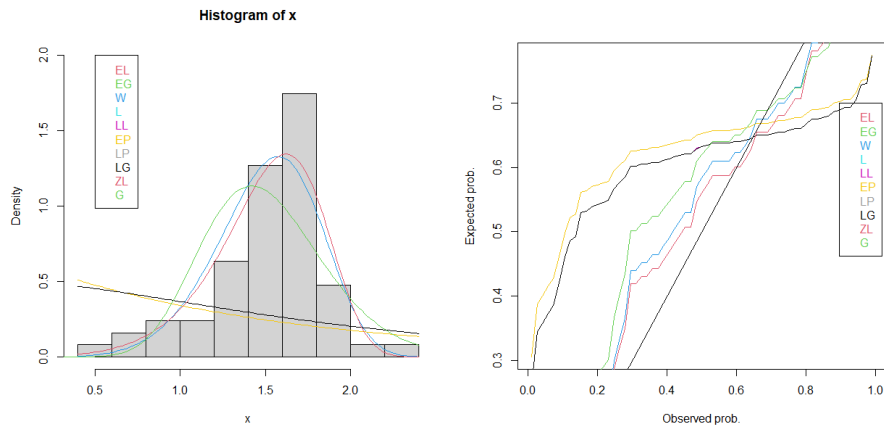 Histogram of x
2.0
1.5
1.0
0.5
0.0
Density
EL
EG
W
L
LL
EP
LP
LG
ZL
G
0.5 1.0 1.5 2.0
x
0.7
0.6
0.5
0.4
0.3
Expected prob.
EL
EG
W
L
LL
EP
LP
LG
ZL
G
0.0 0.2 0.4 0.6 0.8 1.0
Observed prob.